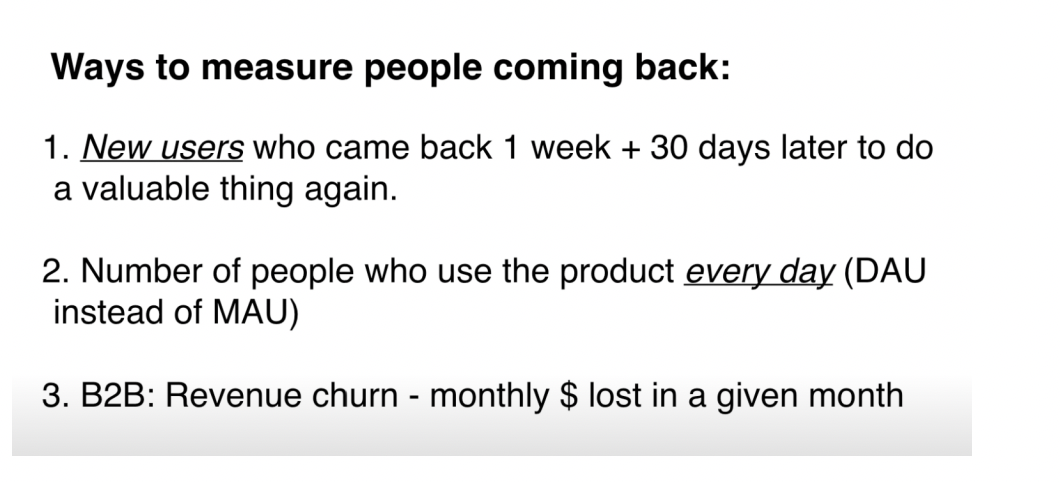 Ways to measure people coming back:
1. New users who came back 1 week + 30 days later to do
a valuable thing again.
2. Number of people who use the product every day (DAU
instead of MAU)
3. B2B: Revenue churn - monthly $ lost in a given month